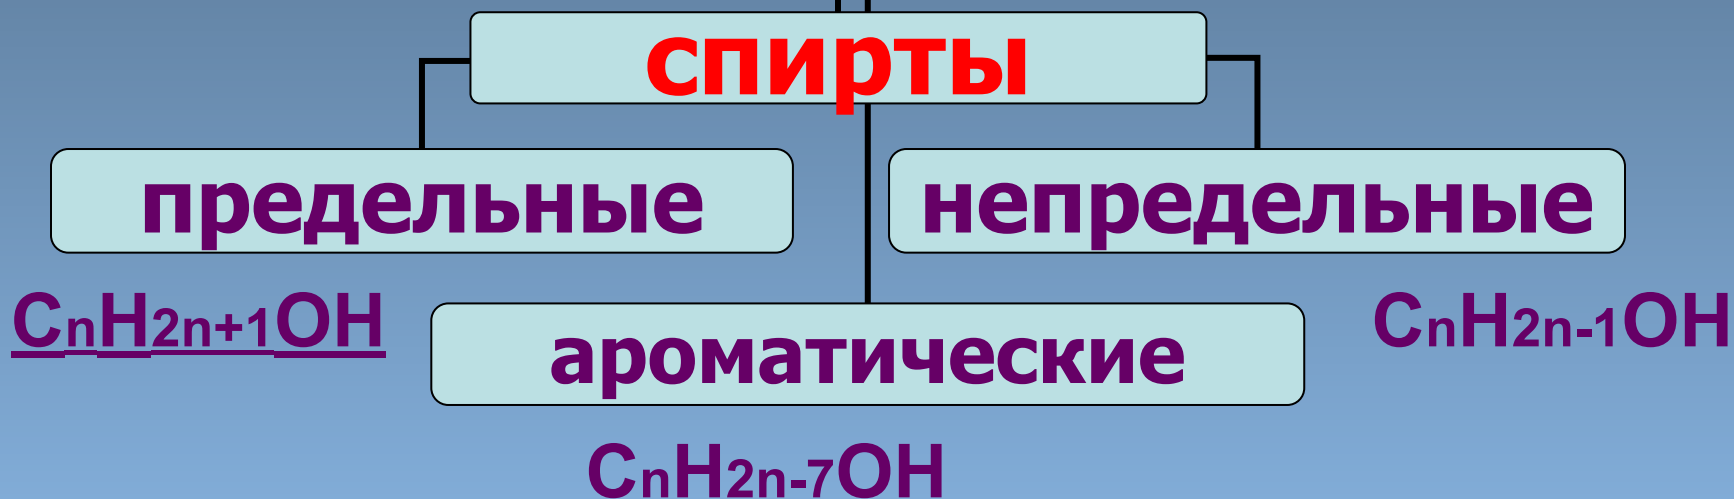 спирты
предельные
непредельные
CnH2n+1OH
CnH2n-1OH
ароматические
CnH2n-7OH